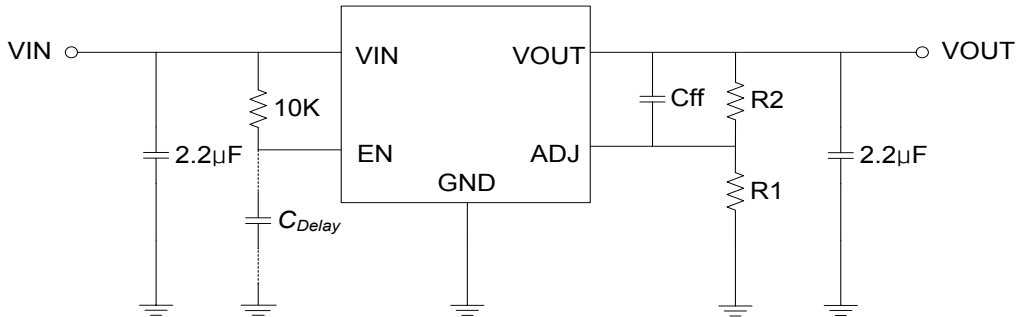 VIN
VIN
VOUT
VOUT
10K
Cff
R2
2.2µF
EN
ADJ
2.2µF
GND
R1
CDelay